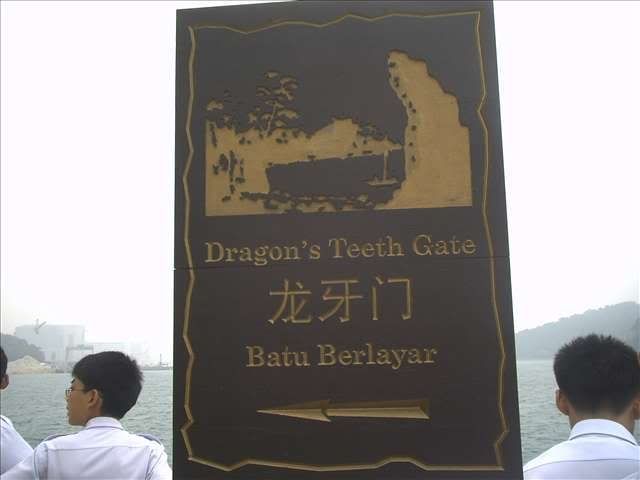 Dragon's Teeth Gate
龙牙门
Batu Berlayar